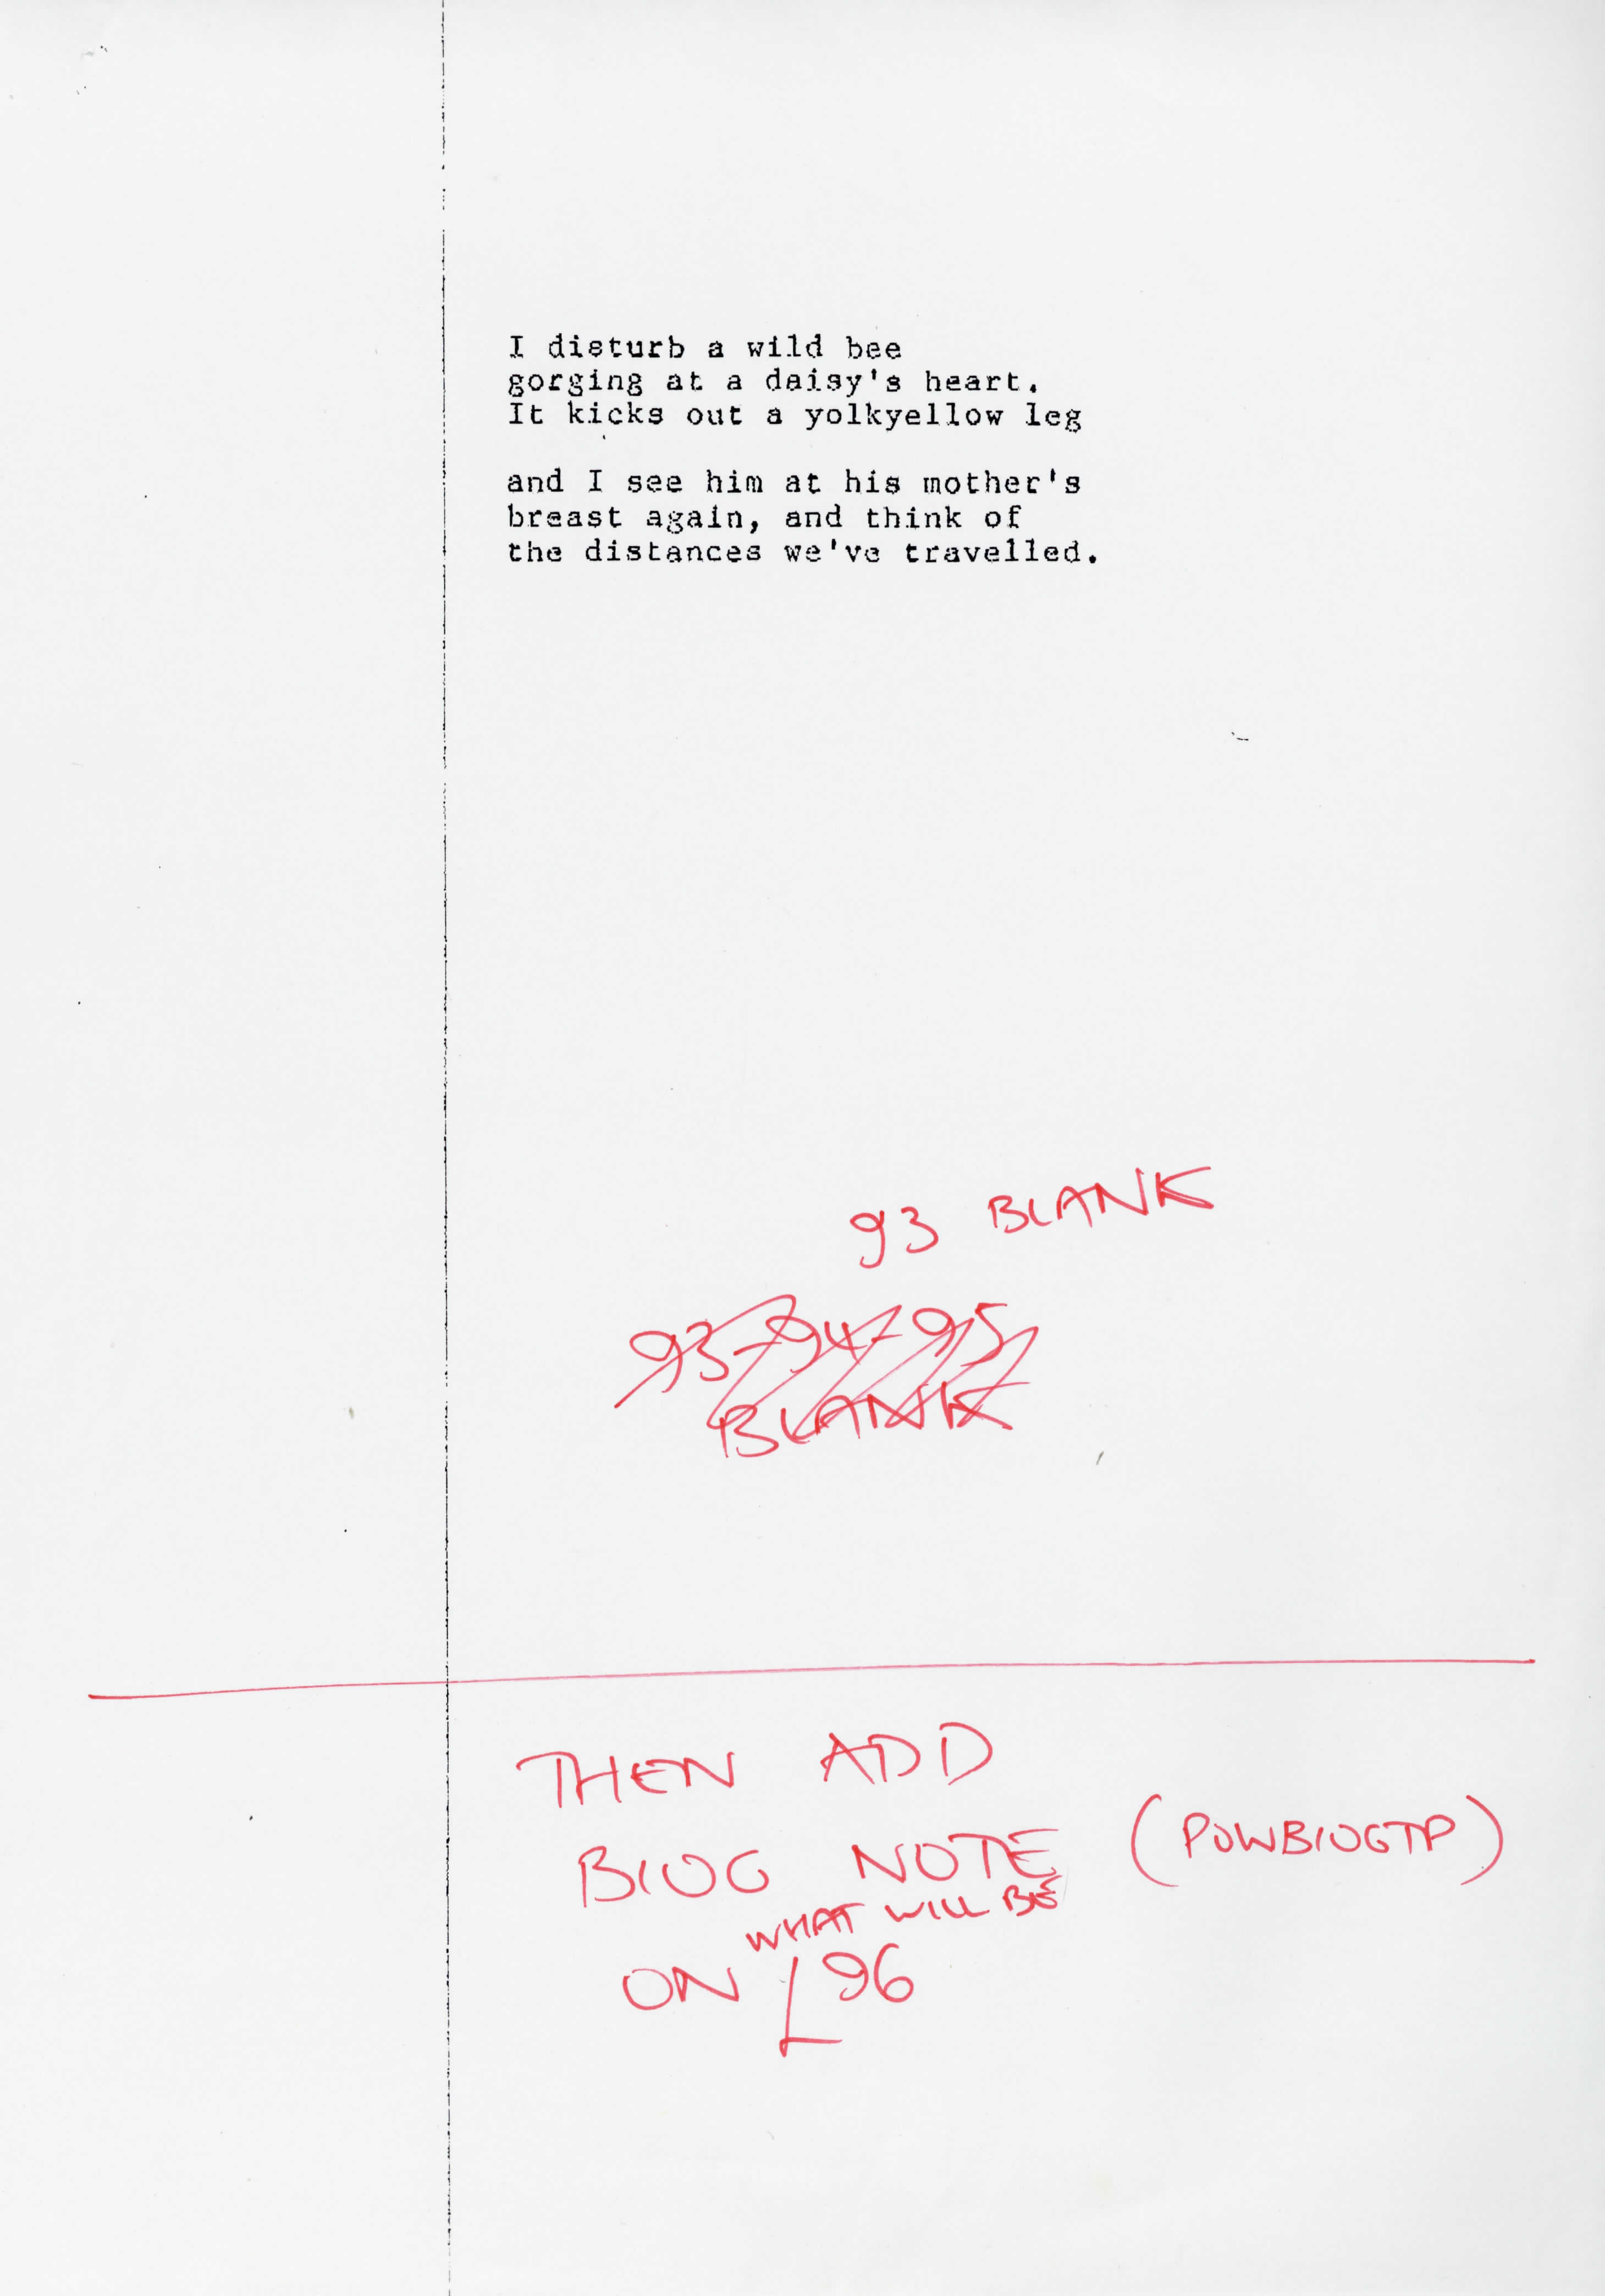 I disturb a wild bee
gorging at a daisy's heart.
It kicks out a yolkyellow leg
and I see him at his mother's
breast again, and think of
the distances we've travelled.
93 BLANK
93-94-95
BLANK
THEN ADD
BIOG NOTE (POWBIOGTP)
WHAT WILL BE
ON 96